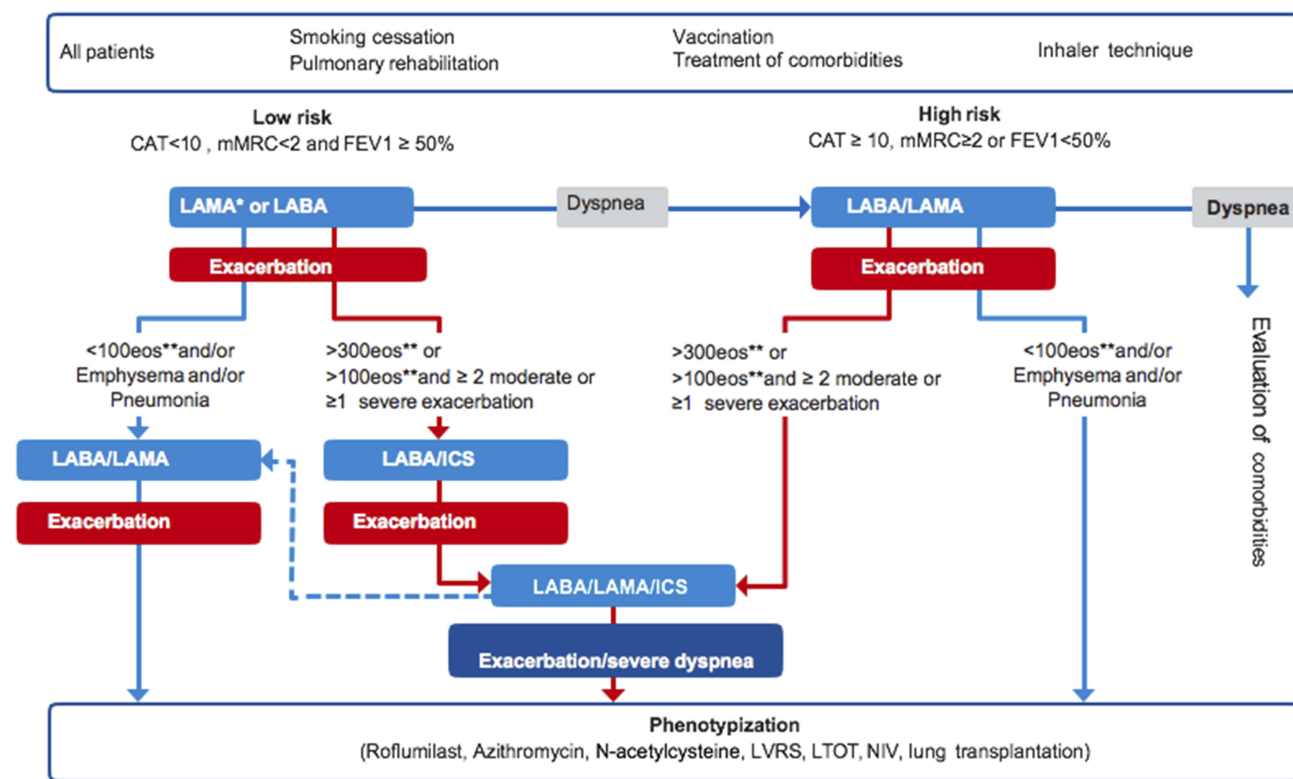 All patients
Smoking cessation
Pulmonary rehabilitation
Vaccination
Treatment of comorbidities
Inhaler technique
Low risk
CAT<10 , mMRC<2 and FEV1 ≥ 50%
High risk
CAT ≥ 10, mMRC≥2 or FEV1<50%
LAMA* or LABA
Dyspnea
LABA/LAMA
Dyspnea
Exacerbation
Exacerbation
<100eos**and/or
Emphysema and/or
Pneumonia
>300eos** or
>100eos**and ≥ 2 moderate or
≥1 severe exacerbation
>300eos** or
>100eos**and ≥ 2 moderate or
≥1 severe exacerbation
<100eos**and/or
Emphysema and/or
Pneumonia
Evaluation of
comorbidities
LABA/LAMA
LABA/ICS
Exacerbation
Exacerbation
LABA/LAMA/ICS
Exacerbation/severe dyspnea
Phenotypization
(Roflumilast, Azithromycin, N-acetylcysteine, LVRS, LTOT, NIV, lung transplantation)